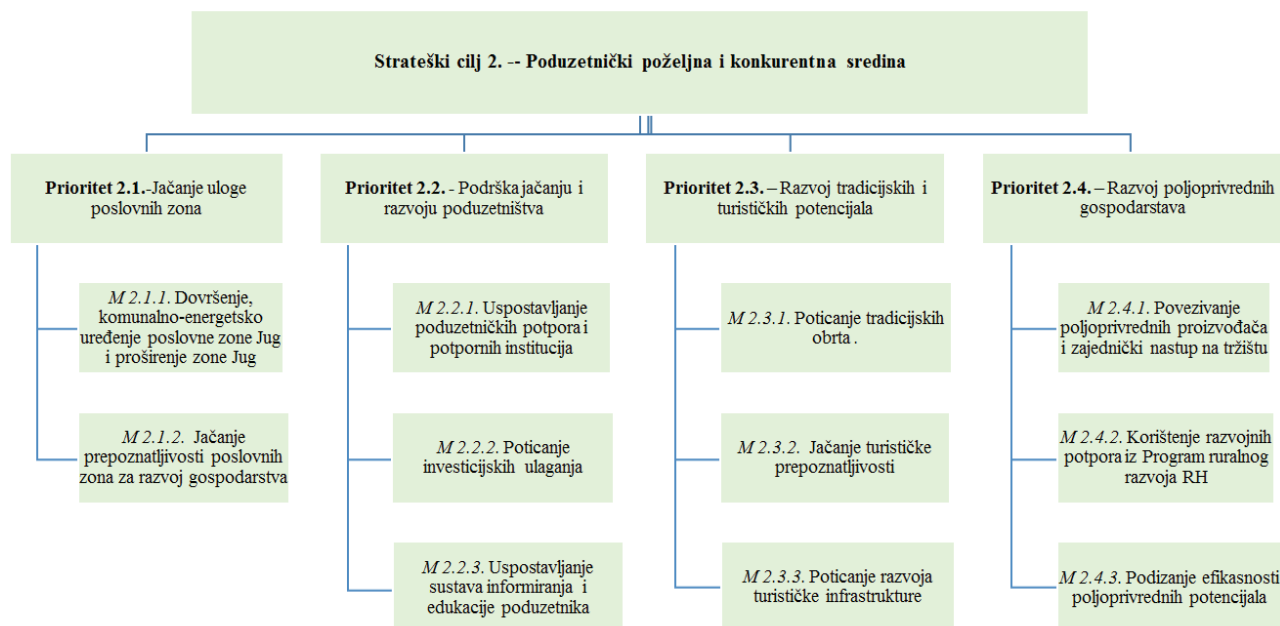 Strateški cilj 2. -- Poduzetnički poželjna i konkurentna sredina
Prioritet 2.1.-Jačanje uloge
poslovnih zona
M 2.1.1. Dovršenje,
komunalno-energetsko
uređenje poslovne zone Jug
i proširenje zone Jug
M 2.1.2. Jačanje
prepoznatljivosti poslovnih
zona za razvoj gospodarstva
Prioritet 2.2. - Podrška jačanju i
razvoju poduzetništva
M 2.2.1. Uspostavljanje
poduzetničkih potpora i
potpornih institucija
M 2.2.2. Poticanje
investicijskih ulaganja
M 2.2.3. Uspostavljanje
sustava informiranja i
edukacije poduzetnika
Prioritet 2.3. – Razvoj tradicijskih i
turističkih potencijala
M 2.3.1. Poticanje tradicijskih
obrta .
M 2.3.2. Jačanje turističke
prepoznatljivosti
M 2.3.3. Poticanje razvoja
turističke infrastrukture
Prioritet 2.4. – Razvoj poljoprivrednih
gospodarstava
M 2.4.1. Povezivanje
poljoprivrednih proizvođača
i zajednički nastup na tržištu
M 2.4.2. Korištenje razvojnih
potpora iz Program ruralnog
razvoja RH
M 2.4.3. Podizanje efikasnosti
poljoprivrednih potencijala